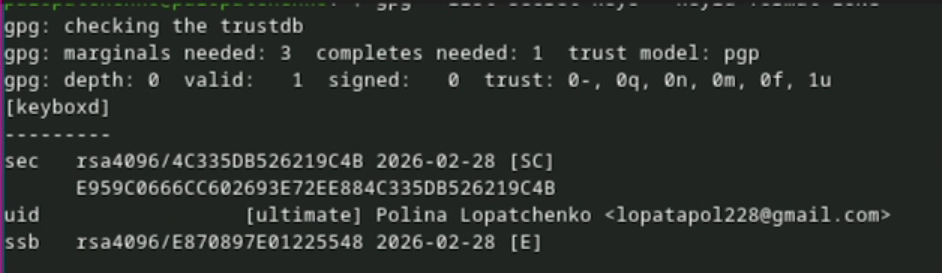 gpg: checking the trustdb
gpg: marginals needed: 3  completes needed: 1  trust model: pgp
gpg: depth: 0  valid:   1  signed:   0  trust: 0-, 0q, 0n, 0m, 0f, 1u
[keyboxd]
---------
sec   rsa4096/4C335DB526219C4B 2026-02-28 [SC]
      E959C0666CC602693E72EE884C335DB526219C4B
uid                 [ultimate] Polina Lopatchenko <lopatapol228@gmail.com>
ssb   rsa4096/E870897E01225548 2026-02-28 [E]